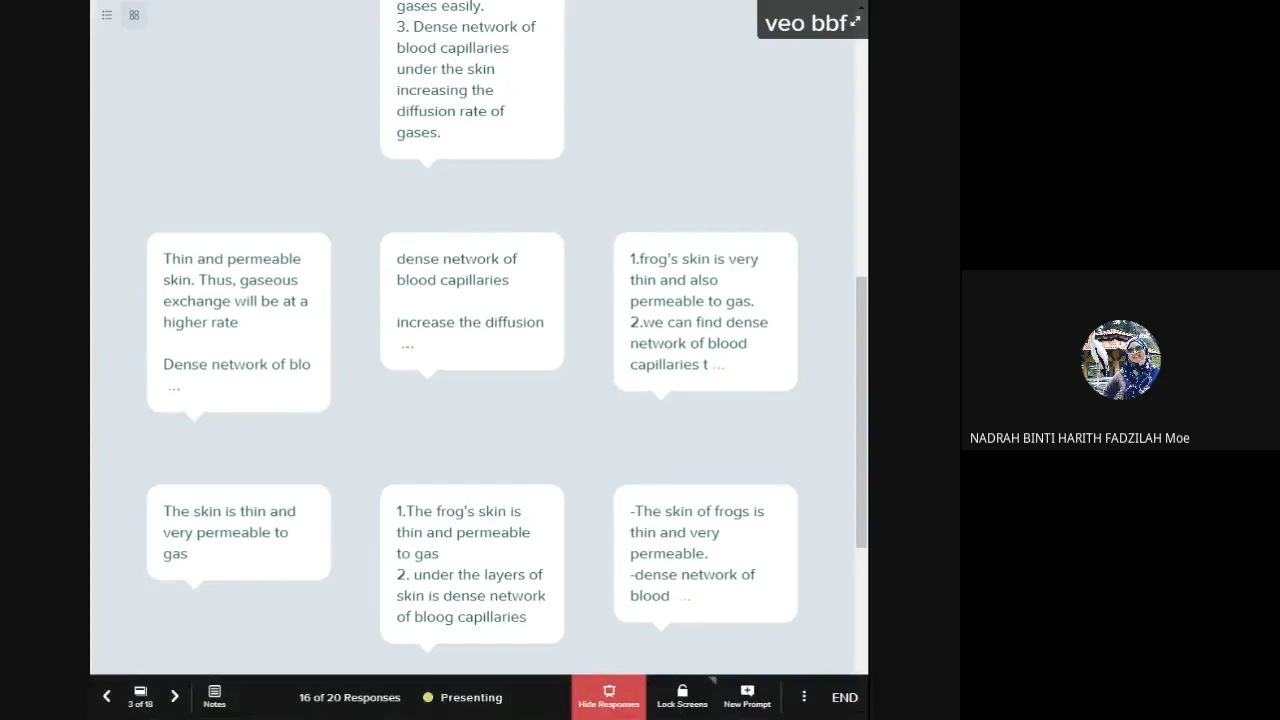 veo bbf
gases easily.
3. Dense network of
blood capillaries
under the skin
increasing the
diffusion rate of
gases.
Thin and permeable
skin. Thus, gaseous
exchange will be at a
higher rate
Dense network of blo
...
dense network of
blood capillaries
increase the diffusion
...
1.frog's skin is very
thin and also
permeable to gas.
2.we can find dense
network of blood
capillaries t ...
The skin is thin and
very permeable to
gas
1.The frog's skin is
thin and permeable
to gas
2. under the layers of
skin is dense network
of bloog capillaries
-The skin of frogs is
thin and very
permeable.
-dense network of
blood ...
NADRAH BINTI HARITH FADZILAH Moe
3 of 18
Notes
16 of 20 Responses
Presenting
Hide Responses
Lock Screens
New Prompt
END